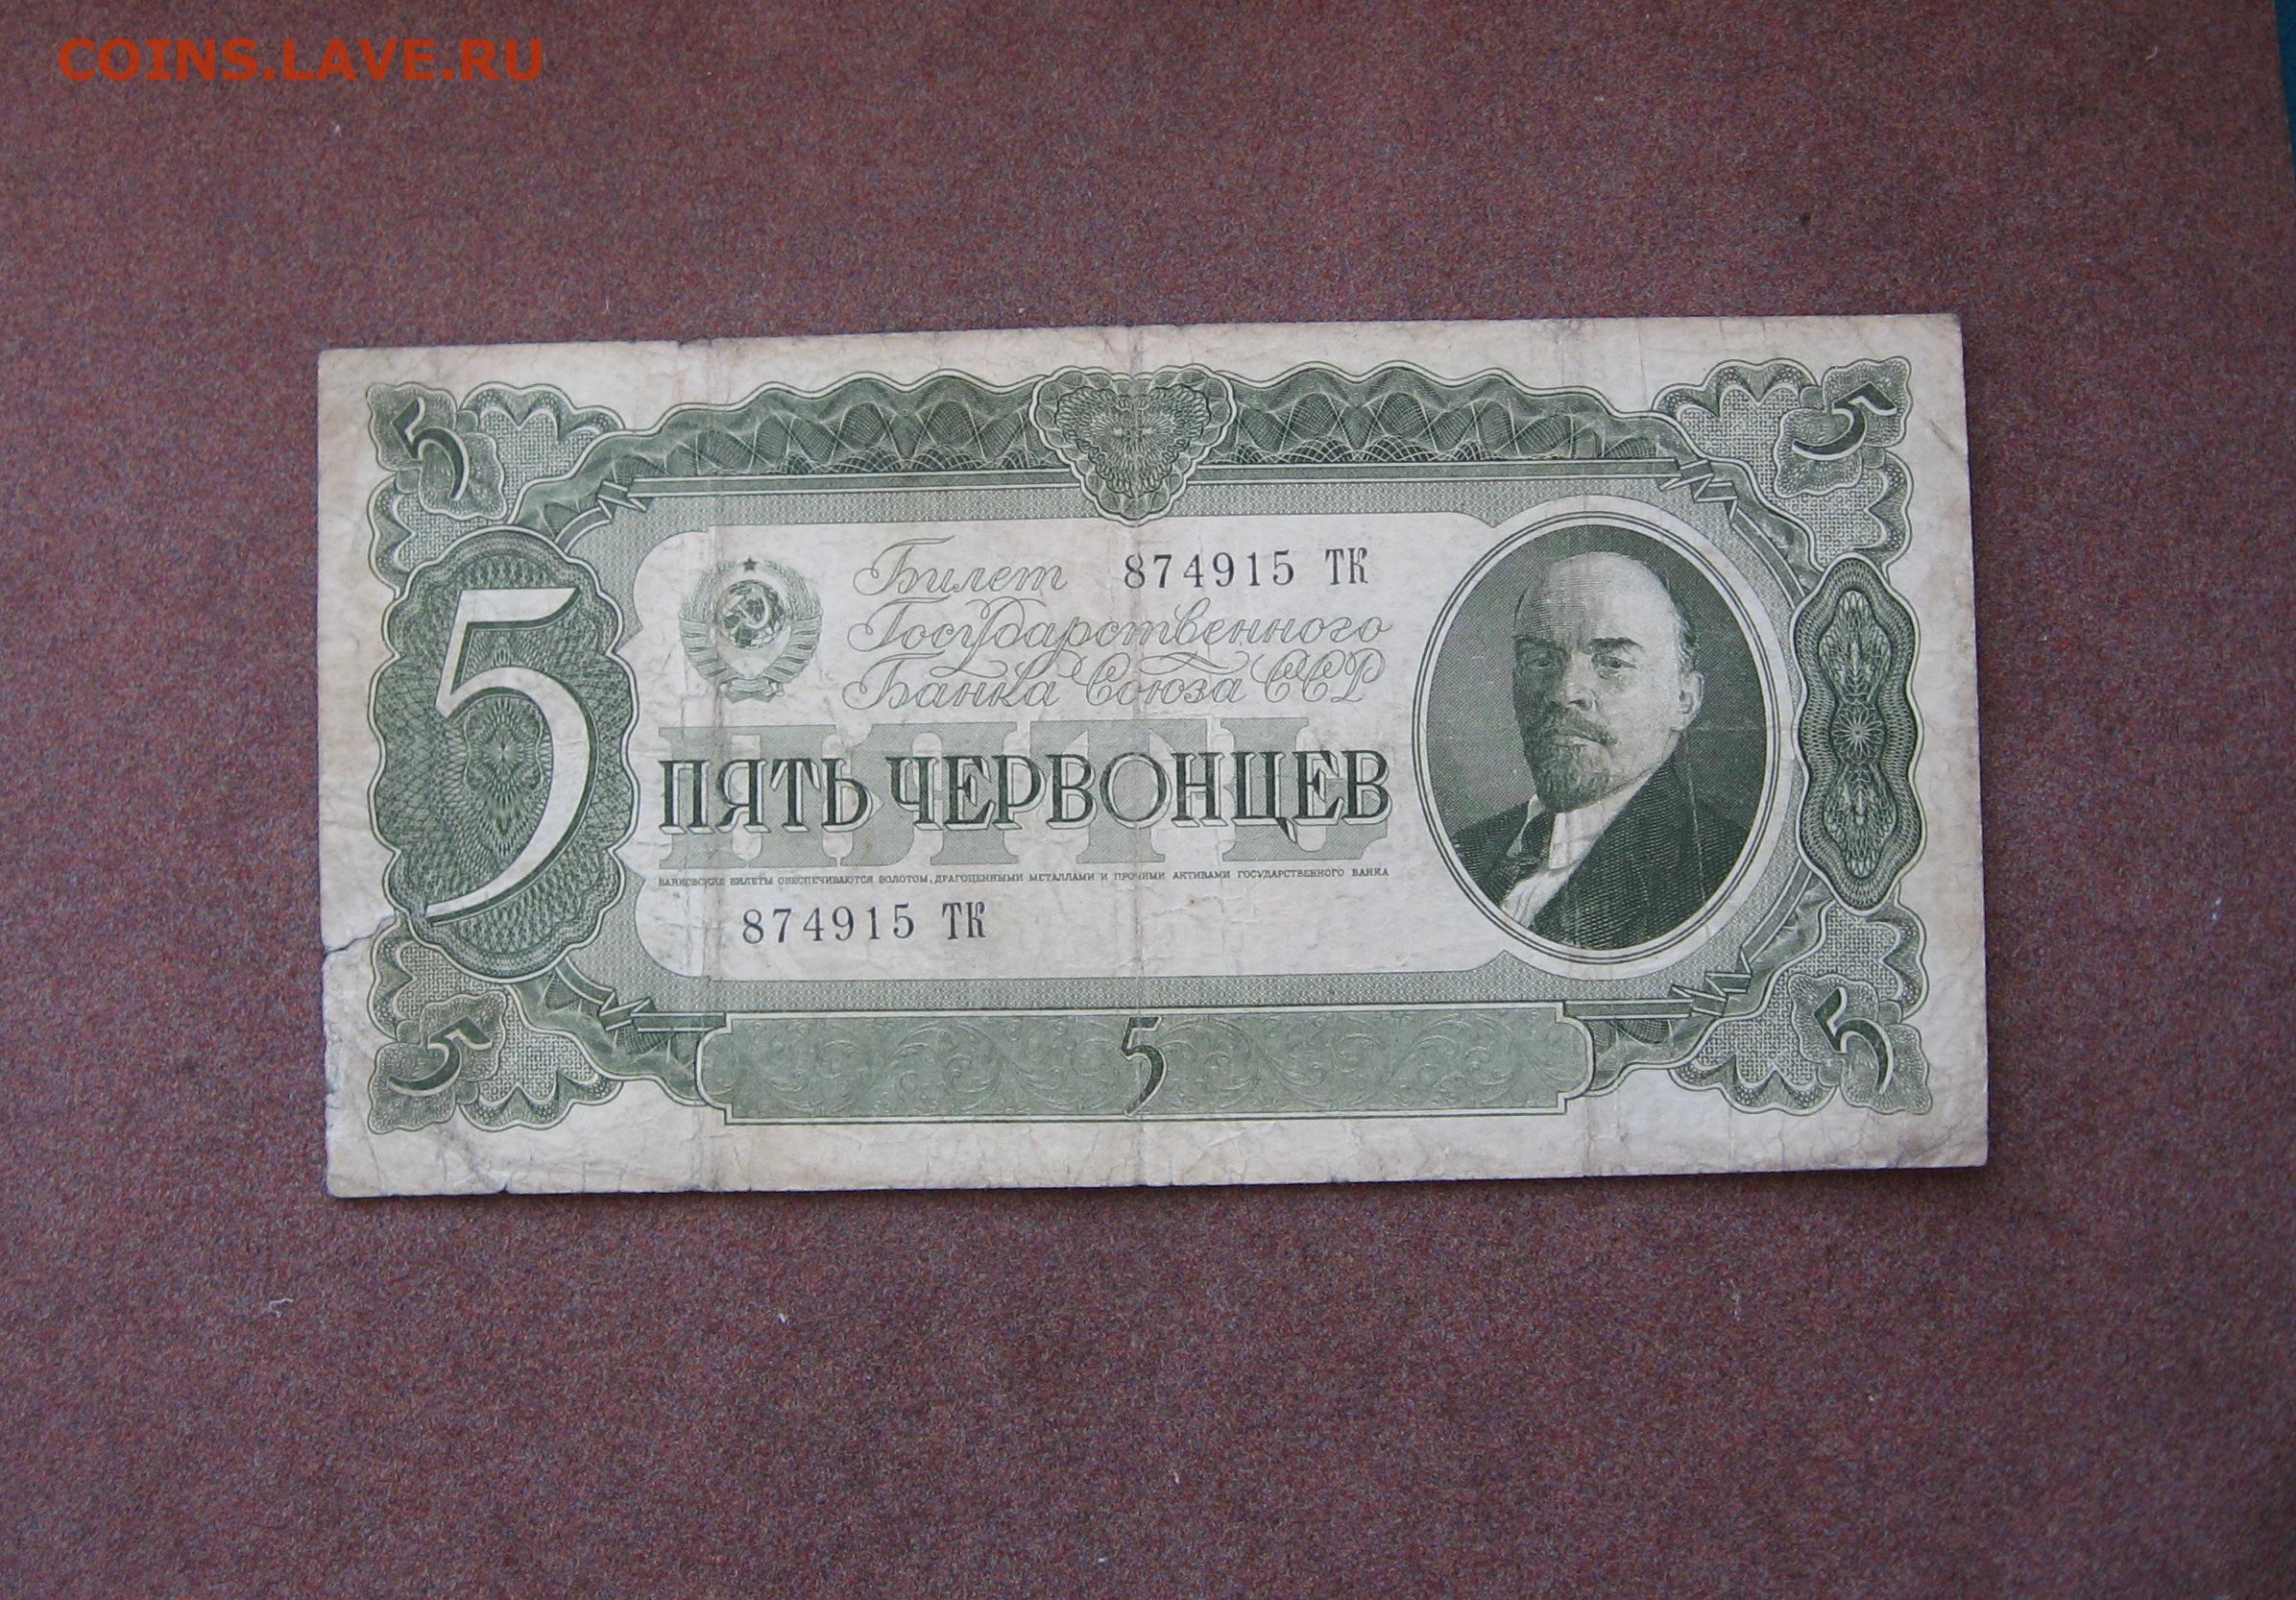 COINS.LAVE.RU
5 5
Билет 874915 ТК
Государственного
Банка Союза ССР
5
ПЯТЬ
ПЯТЬ ЧЕРВОНЦЕВ
БАНКОВСКИЕ БИЛЕТЫ ОБЕСПЕЧИВАЮТСЯ ЗОЛОТОМ, ДРАГОЦЕННЫМИ МЕТАЛЛАМИ И ПРОЧИМИ АКТИВАМИ ГОСУДАРСТВЕННОГО БАНКА
874915 ТК
5 5 5